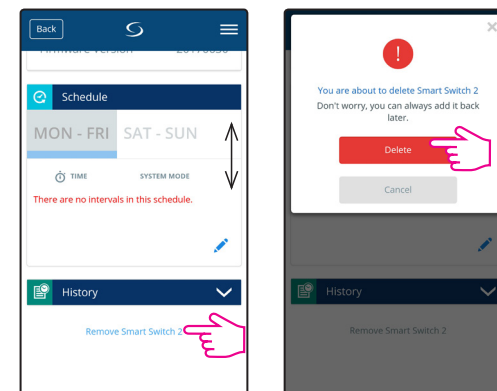 Back
Firmware Version 20170630
Schedule
MON - FRI SAT - SUN
TIME SYSTEM MODE
There are no intervals in this schedule.
History
Remove Smart Switch 2
You are about to delete Smart Switch 2
Don't worry, you can always add it back
later.
Delete
Cancel
History
Remove Smart Switch 2